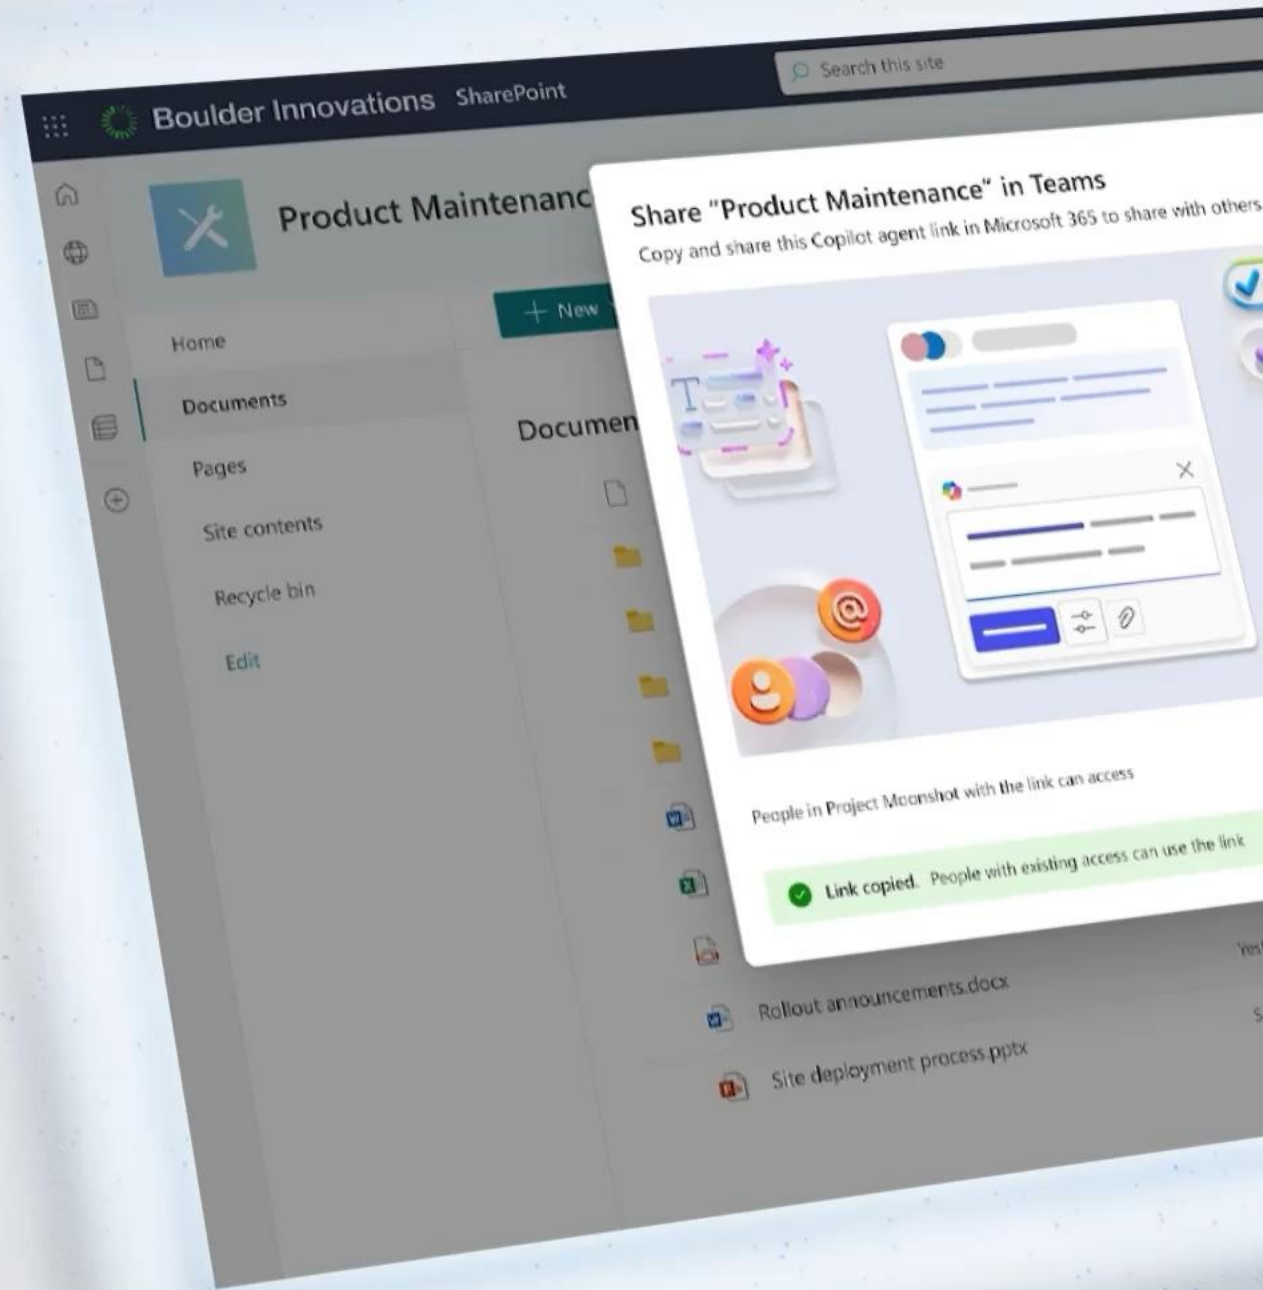 Boulder Innovations SharePoint
Search this site
Product Maintenanc
Home
Documents
Pages
Site contents
Recycle bin
Edit
+ New
Documen
Share "Product Maintenance" in Teams
Copy and share this Copilot agent link in Microsoft 365 to share with others
T
@
People in Project Moonshot with the link can access
Link copied. People with existing access can use the link
Rollout announcements.docx
Yest
Site deployment process.pptx
S